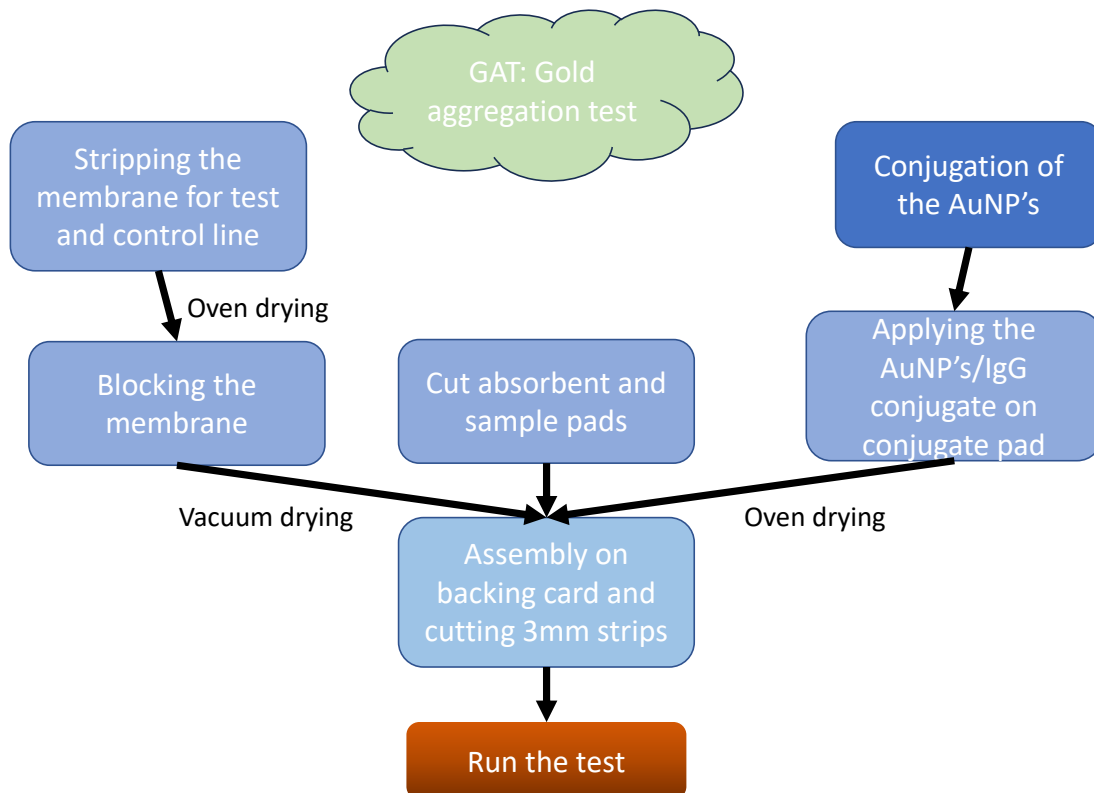 GAT: Gold
aggregation test
Stripping the
membrane for test
and control line
Conjugation of
the AuNP's
Oven drying
Blocking the
membrane
Cut absorbent and
sample pads
Applying the
AuNP's/IgG
conjugate on
conjugate pad
Vacuum drying
Oven drying
Assembly on
backing card and
cutting 3mm strips
Run the test